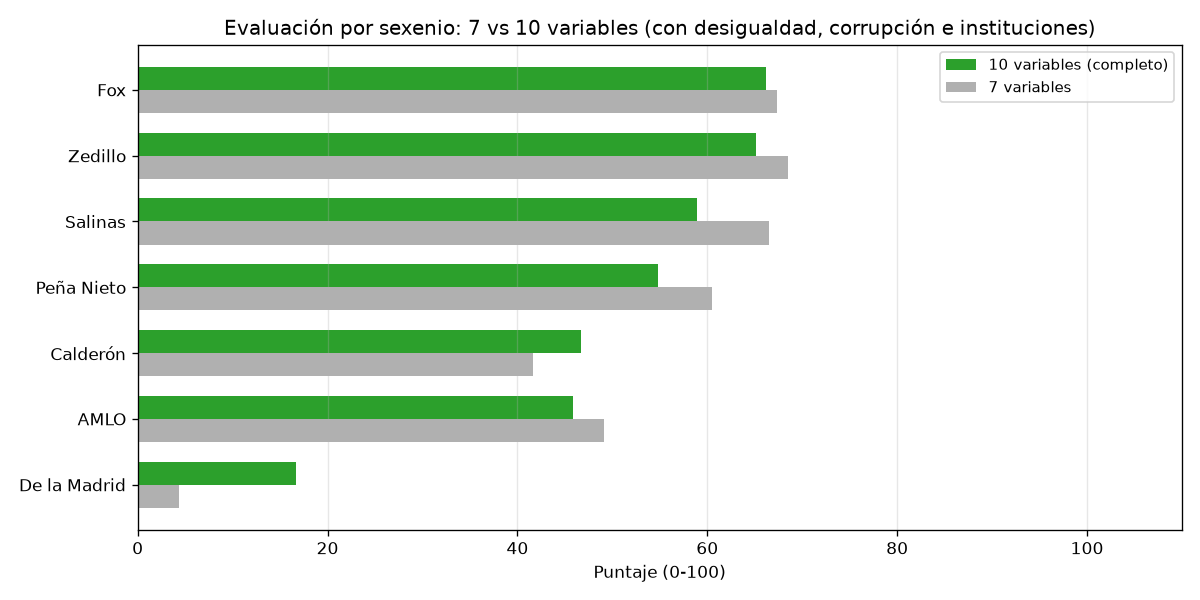 Evaluación por sexenio: 7 vs 10 variables (con desigualdad, corrupción e instituciones)
10 variables (completo)
7 variables
Fox
Zedillo
Salinas
Peña Nieto
Calderón
AMLO
De la Madrid
0 20 40 60 80 100
Puntaje (0-100)